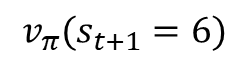 𝑣_π(𝑠_{t+1} = 6)